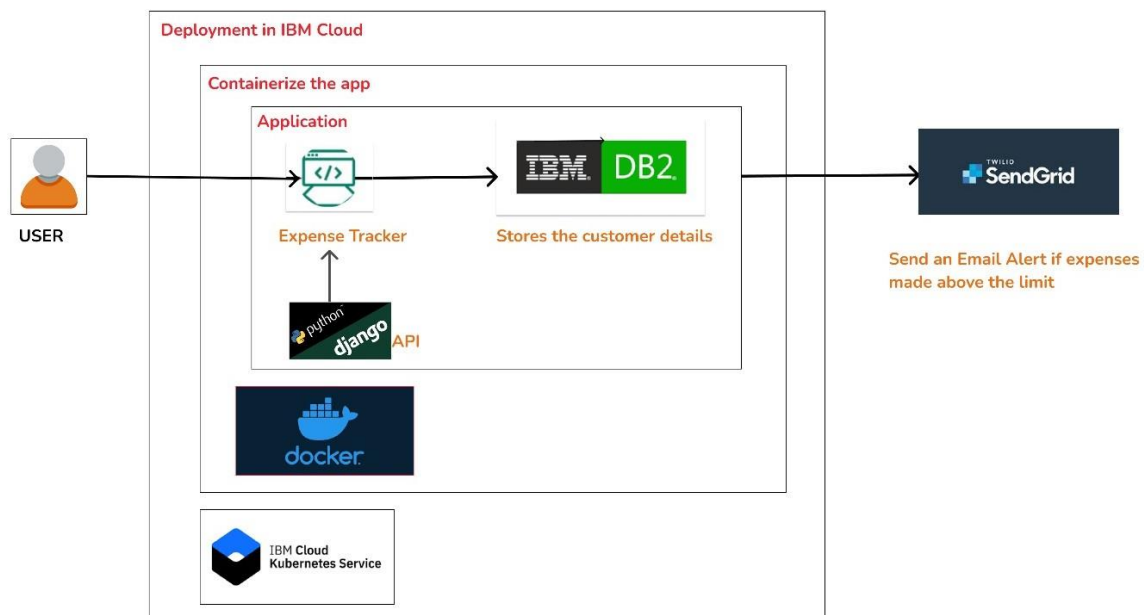 Deployment in IBM Cloud
Containerize the app
Application
</>
IBM DB2
TWILIO
SendGrid
USER
Expense Tracker
Stores the customer details
Send an Email Alert if expenses
made above the limit
python
django
API
docker
IBM Cloud
Kubernetes Service